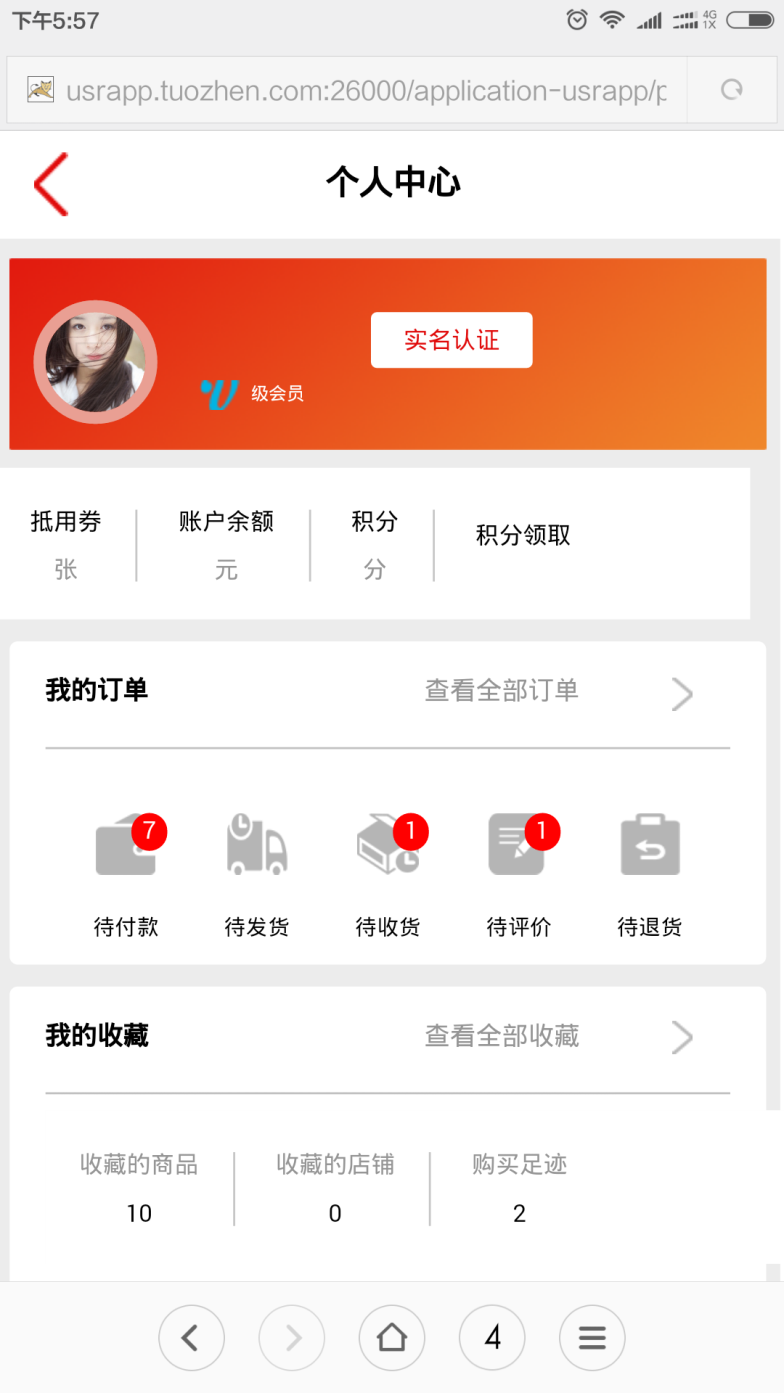 下午5:57
4G
1X
usrapp.tuozhen.com:26000/application-usrapp/p
个人中心
实名认证
级会员
抵用券 账户余额 积分 积分领取
张 元 分
我的订单 查看全部订单
7 1 1
待付款 待发货 待收货 待评价 待退货
我的收藏 查看全部收藏
收藏的商品 收藏的店铺 购买足迹
10 0 2
4